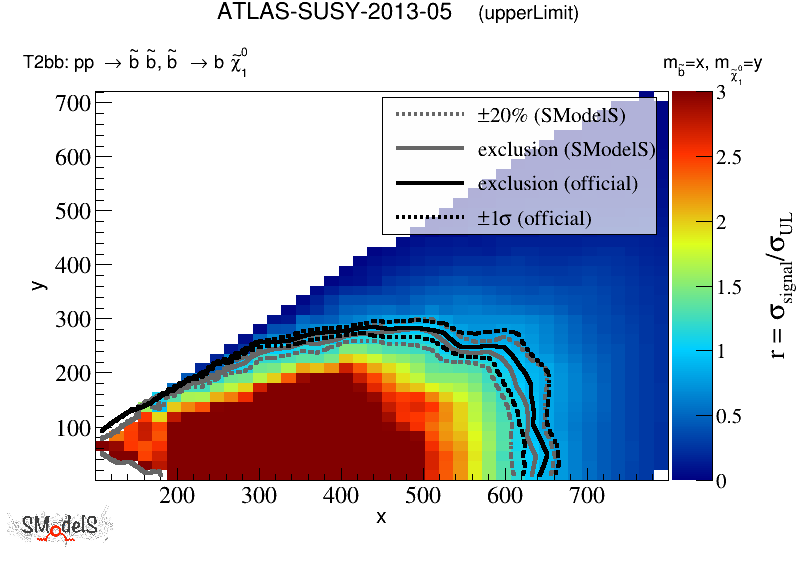 ATLAS-SUSY-2013-05 (upperLimit)
T2bb: pp → b̃ b̃, b̃ → b χ̃₁⁰
m_b̃=x, m_χ̃₁⁰=y
±20% (SModelS)
exclusion (SModelS)
exclusion (official)
±1σ (official)
700
600
500
400
300
200
100
y
200
300
400
500
600
700
x
3
2.5
2
1.5
1
0.5
0
r = σ_signal/σ_UL
SModelS